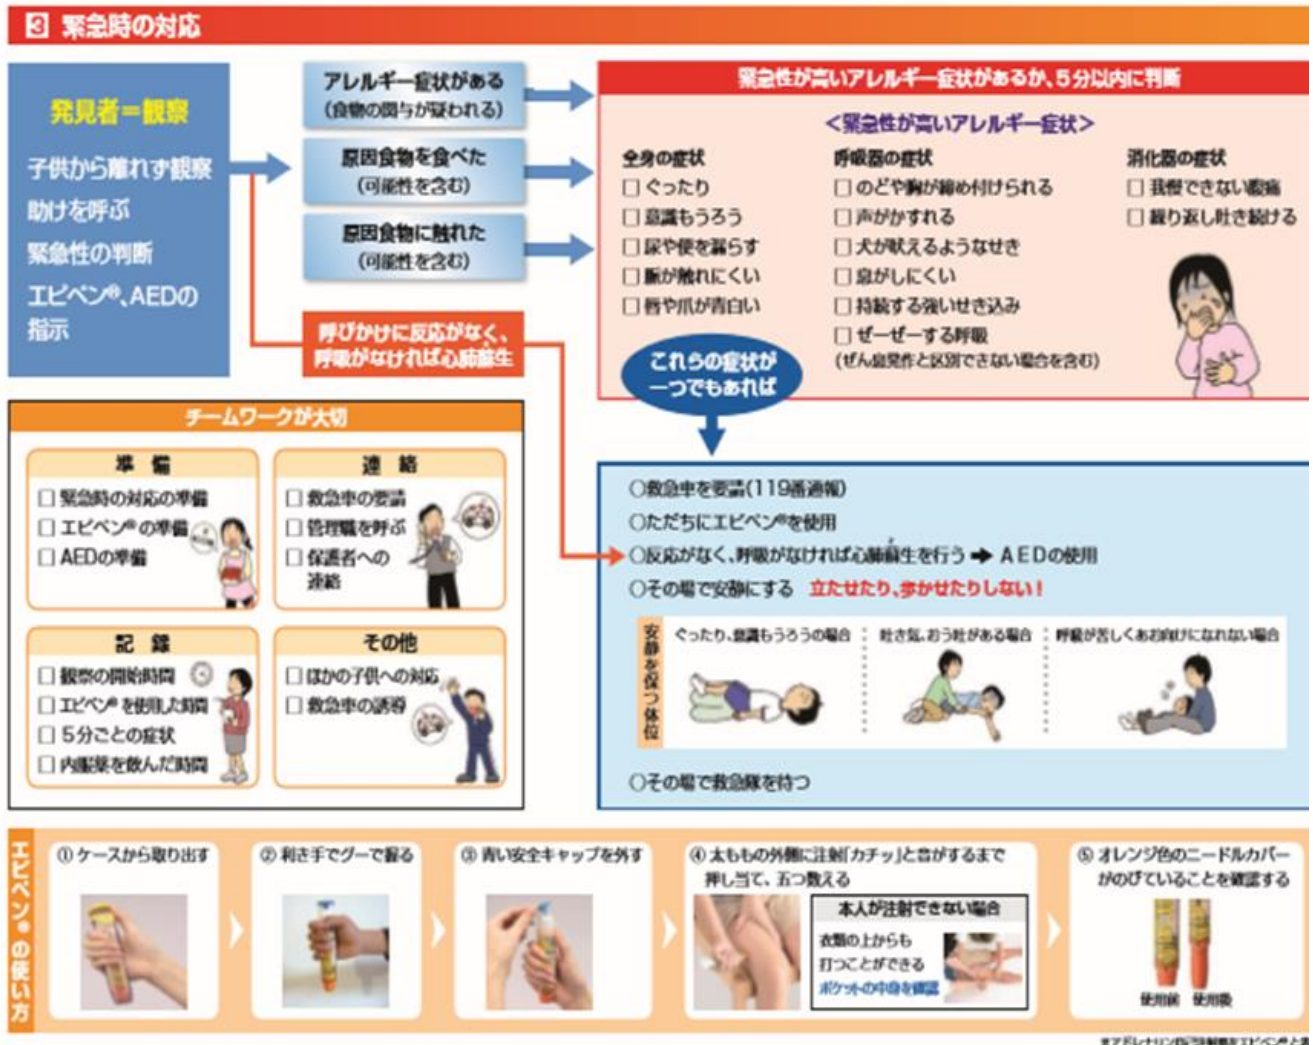 3 緊急時の対応
発見者＝観察
子供から離れず観察
助けを呼ぶ
緊急性の判断
エピペン®、AEDの
指示
アレルギー症状がある
(食物の関与が疑われる)
原因食物を食べた
(可能性を含む)
原因食物に触れた
(可能性を含む)
呼びかけに反応がなく、
呼吸がなければ心肺蘇生
緊急性が高いアレルギー症状があるか、5分以内に判断
＜緊急性が高いアレルギー症状＞
全身の症状
□ ぐったり
□ 意識もうろう
□ 尿や便を漏らす
□ 脈が触れにくい
□ 唇や爪が青白い
呼吸器の症状
□ のどや胸が締め付けられる
□ 声がかすれる
□ 犬が吠えるようなせき
□ 息がしにくい
□ 持続する強いせき込み
□ ぜーぜーする呼吸
(ぜん息発作と区別できない場合を含む)
消化器の症状
□ 我慢できない腹痛
□ 繰り返し吐き続ける
これらの症状が
一つでもあれば
チームワークが大切
準 備
□ 緊急時の対応の準備
□ エピペン®の準備
□ AEDの準備
連 絡
□ 救急車の要請
□ 管理職を呼ぶ
□ 保護者への
連絡
記 録
□ 観察の開始時間
□ エピペン®を使用した時間
□ 5分ごとの症状
□ 内服薬を飲んだ時間
その他
□ ほかの子供への対応
□ 救急車の誘導
○救急車を要請(119番通報)
○ただちにエピペン®を使用
○反応がなく、呼吸がなければ心肺蘇生を行う ➡ AEDの使用
○その場で安静にする 立たせたり、歩かせたりしない！
安静を保つ体位
ぐったり、意識もうろうの場合
吐き気、おう吐がある場合
呼吸が苦しくあお向けになれない場合
○その場で救急隊を待つ
エピペン®の使い方
① ケースから取り出す
② 利き手でグーで握る
③ 青い安全キャップを外す
④ 太ももの外側に注射「カチッ」と音がするまで
押し当て、五つ数える
本人が注射できない場合
衣類の上からも
打つことができる
ポケットの中身を確認
⑤ オレンジ色のニードルカバー
がのびていることを確認する
使用前 使用後